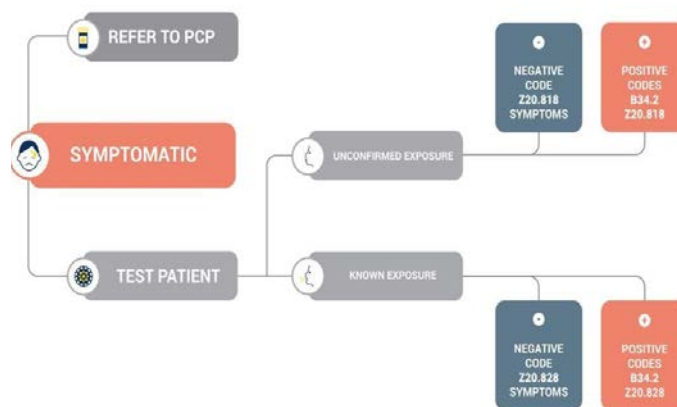 REFER TO PCP
SYMPTOMATIC
TEST PATIENT
UNCONFIRMED EXPOSURE
KNOWN EXPOSURE
NEGATIVE
CODE
Z20.818
SYMPTOMS
POSITIVE
CODES
B34.2
Z20.818
NEGATIVE
CODE
Z20.828
SYMPTOMS
POSITIVE
CODES
B34.2
Z20.828